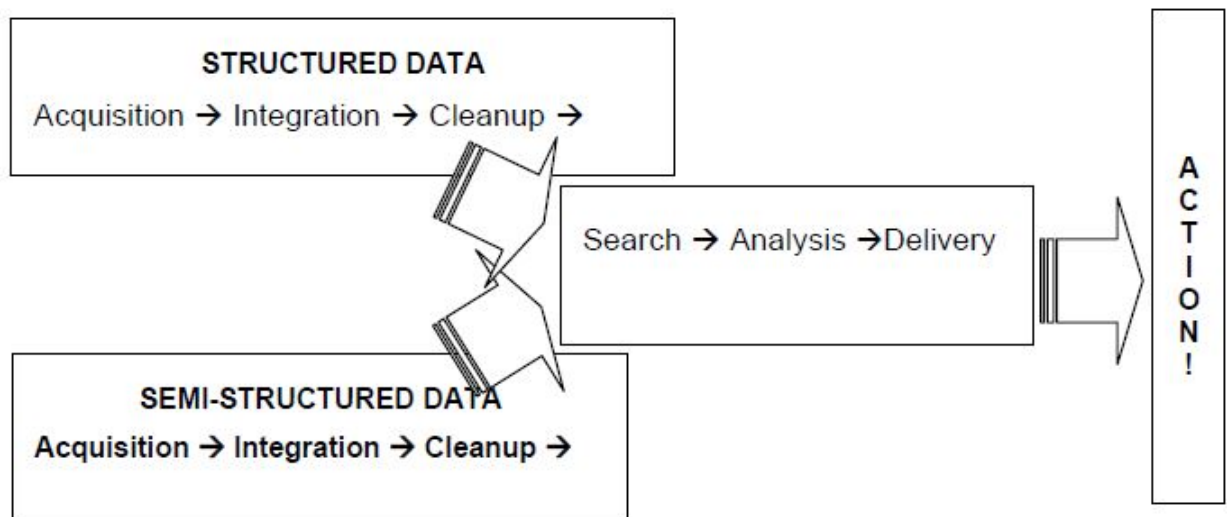 STRUCTURED DATA
Acquisition → Integration → Cleanup →
Search → Analysis →Delivery
SEMI-STRUCTURED DATA
Acquisition → Integration → Cleanup →
A
C
T
I
O
N
!